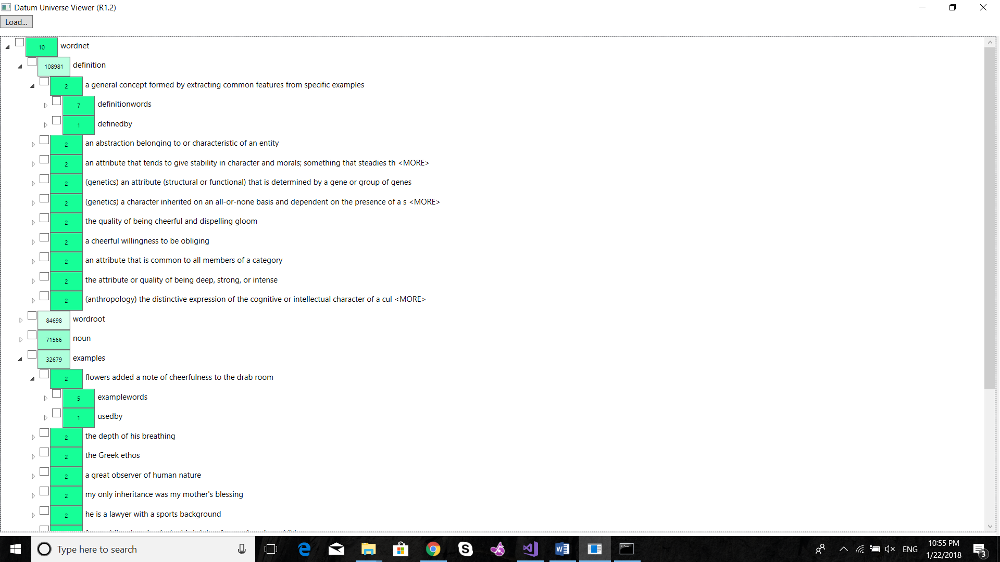 Datum Universe Viewer (R1.2)
Load...
10 wordnet
108981 definition
2 a general concept formed by extracting common features from specific examples
7 definitionwords
1 definedby
2 an abstraction belonging to or characteristic of an entity
2 an attribute that tends to give stability in character and morals; something that steadies th <MORE>
2 (genetics) an attribute (structural or functional) that is determined by a gene or group of genes
2 (genetics) a character inherited on an all-or-none basis and dependent on the presence of a s <MORE>
2 the quality of being cheerful and dispelling gloom
2 a cheerful willingness to be obliging
2 an attribute that is common to all members of a category
2 the attribute or quality of being deep, strong, or intense
2 (anthropology) the distinctive expression of the cognitive or intellectual character of a cul <MORE>
84698 wordroot
71566 noun
32679 examples
2 flowers added a note of cheerfulness to the drab room
5 examplewords
1 usedby
2 the depth of his breathing
2 the Greek ethos
2 a great observer of human nature
2 my only inheritance was my mother's blessing
2 he is a lawyer with a sports background
Type here to search
ENG
10:55 PM
1/22/2018
3